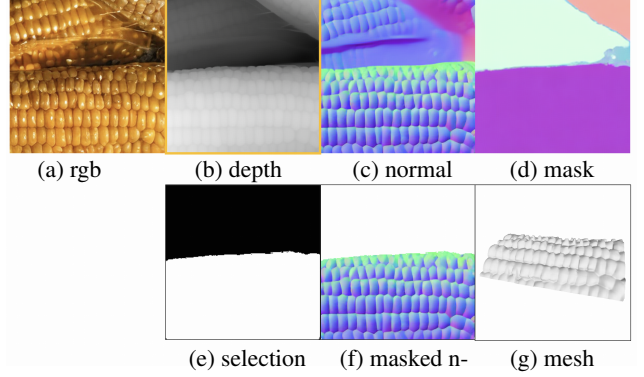 (a) rgb
(b) depth
(c) normal
(d) mask
(e) selection
(f) masked n-
(g) mesh